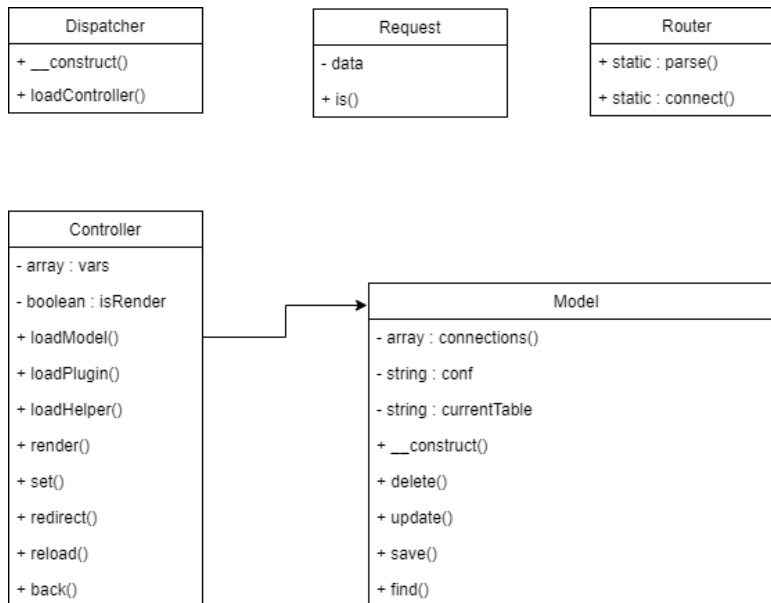 Dispatcher
+ __construct()
+ loadController()
Request
- data
+ is()
Router
+ static : parse()
+ static : connect()
Controller
- array : vars
- boolean : isRender
+ loadModel()
+ loadPlugin()
+ loadHelper()
+ render()
+ set()
+ redirect()
+ reload()
+ back()
Model
- array : connections()
- string : conf
- string : currentTable
+ __construct()
+ delete()
+ update()
+ save()
+ find()